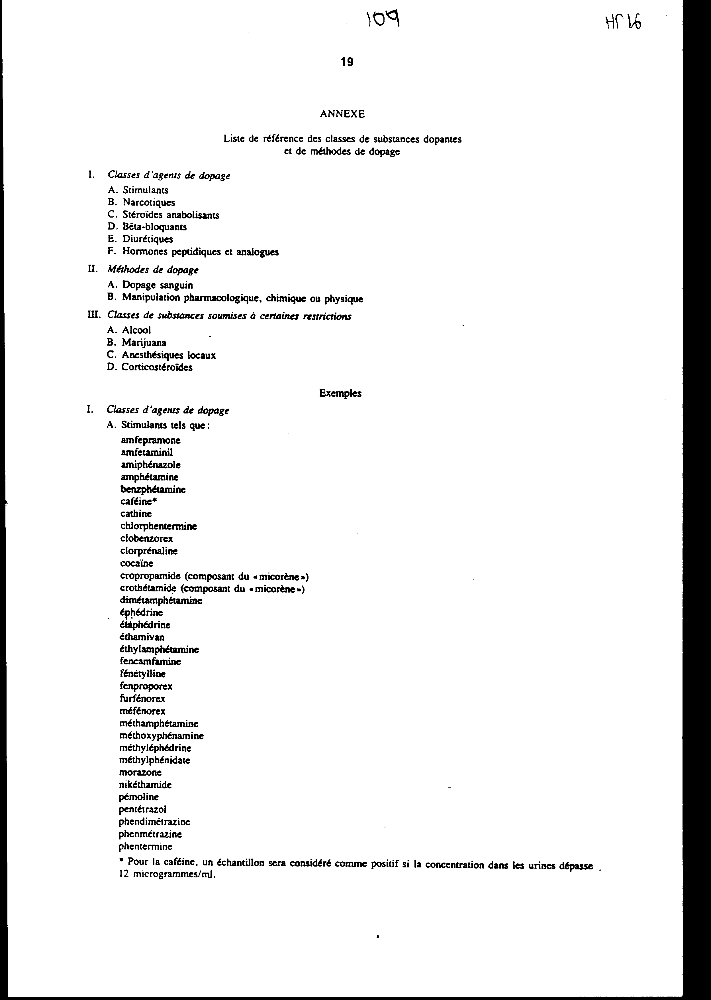 109
19
ANNEXE
Liste de référence des classes de substances dopantes
et de méthodes de dopage
I. Classes d'agents de dopage
A. Stimulants
B. Narcotiques
C. Stéroïdes anabolisants
D. Bêta-bloquants
E. Diurétiques
F. Hormones peptidiques et analogues
II. Méthodes de dopage
A. Dopage sanguin
B. Manipulation pharmacologique, chimique ou physique
III. Classes de substances soumises à certaines restrictions
A. Alcool
B. Marijuana
C. Anesthésiques locaux
D. Corticostéroïdes
Exemples
I. Classes d'agents de dopage
A. Stimulants tels que :
amfepramone
amfetaminil
amiphénazole
amphétamine
benzphétamine
caféine*
cathine
chlorphentermine
clobenzorex
clorprénaline
cocaïne
cropropamide (composant du « micorène »)
crothétamide (composant du « micorène »)
dimétamphétamine
éphédrine
étaphédrine
éthamivan
éthylamphétamine
fencamfamine
fénétylline
fenproporex
furfénorex
méfénorex
méthamphétamine
méthoxyphénamine
méthyléphédrine
méthylphénidate
morazone
nikéthamide
pémoline
pentétrazol
phendimétrazine
phenmétrazine
phentermine
* Pour la caféine, un échantillon sera considéré comme positif si la concentration dans les urines dépasse
12 microgrammes/ml.